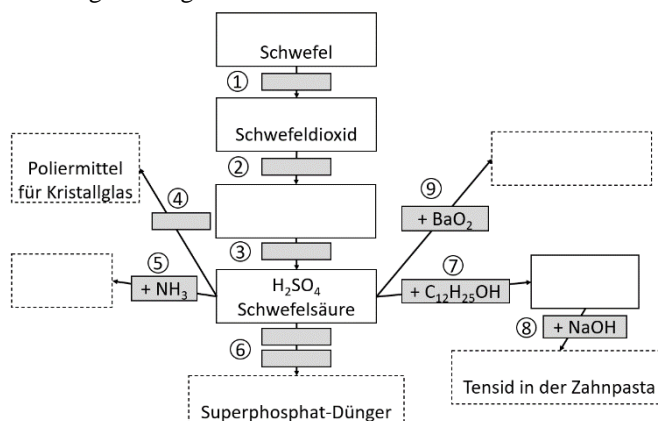 Schwefel
①
Schwefeldioxid
②
Poliermittel
für Kristallglas
④
⑨
+ BaO₂
③
⑤
+ NH₃
H₂SO₄
Schwefelsäure
⑦
+ C₁₂H₂₅OH
⑥
⑧
+ NaOH
Superphosphat-Dünger
Tensid in der Zahnpasta